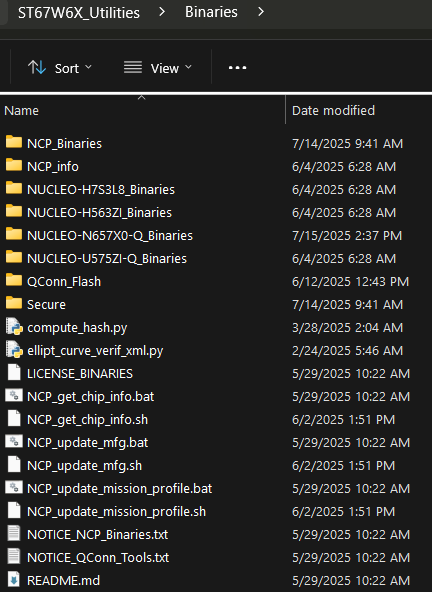 ST67W6X_Utilities > Binaries >
Sort View ...
Name Date modified
NCP_Binaries 7/14/2025 9:41 AM
NCP_info 6/4/2025 6:28 AM
NUCLEO-H7S3L8_Binaries 6/4/2025 6:28 AM
NUCLEO-H563ZI_Binaries 6/4/2025 6:28 AM
NUCLEO-N657X0-Q_Binaries 7/15/2025 2:37 PM
NUCLEO-U575ZI-Q_Binaries 6/4/2025 6:28 AM
QConn_Flash 6/12/2025 12:43 PM
Secure 7/14/2025 9:41 AM
compute_hash.py 3/28/2025 2:04 AM
ellipt_curve_verif_xml.py 2/24/2025 5:46 AM
LICENSE_BINARIES 5/29/2025 10:22 AM
NCP_get_chip_info.bat 5/29/2025 10:22 AM
NCP_get_chip_info.sh 6/2/2025 1:51 PM
NCP_update_mfg.bat 5/29/2025 10:22 AM
NCP_update_mfg.sh 6/2/2025 1:51 PM
NCP_update_mission_profile.bat 5/29/2025 10:22 AM
NCP_update_mission_profile.sh 6/2/2025 1:51 PM
NOTICE_NCP_Binaries.txt 5/29/2025 10:22 AM
NOTICE_QConn_Tools.txt 5/29/2025 10:22 AM
README.md 5/29/2025 10:22 AM